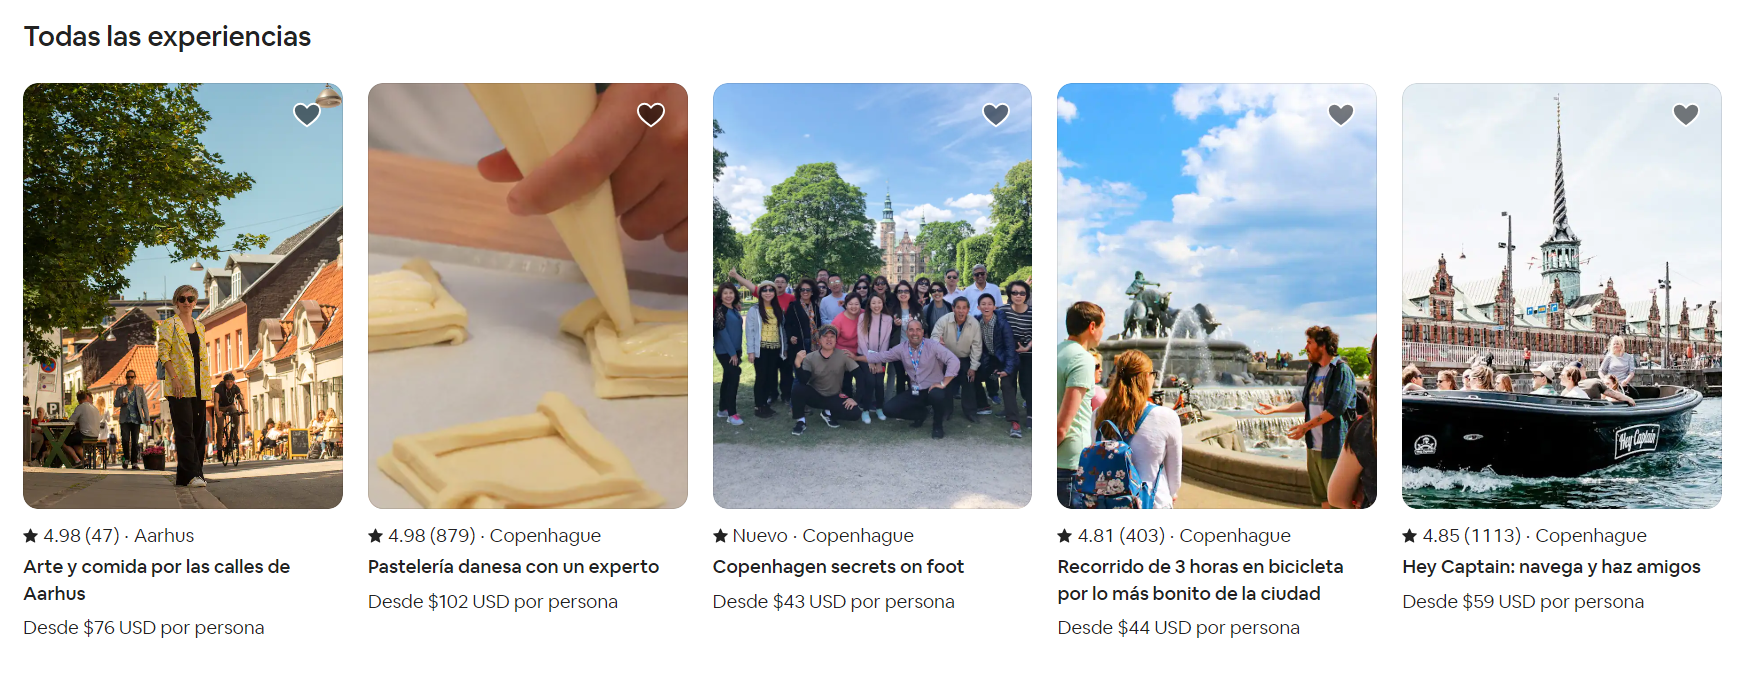 Todas las experiencias
P
Hey Captain
Hey Captain
4.98 (47) · Aarhus
Arte y comida por las calles de
Aarhus
Desde $76 USD por persona
4.98 (879) · Copenhague
Pastelería danesa con un experto
Desde $102 USD por persona
Nuevo · Copenhague
Copenhagen secrets on foot
Desde $43 USD por persona
4.81 (403) · Copenhague
Recorrido de 3 horas en bicicleta
por lo más bonito de la ciudad
Desde $44 USD por persona
4.85 (1113) · Copenhague
Hey Captain: navega y haz amigos
Desde $59 USD por persona